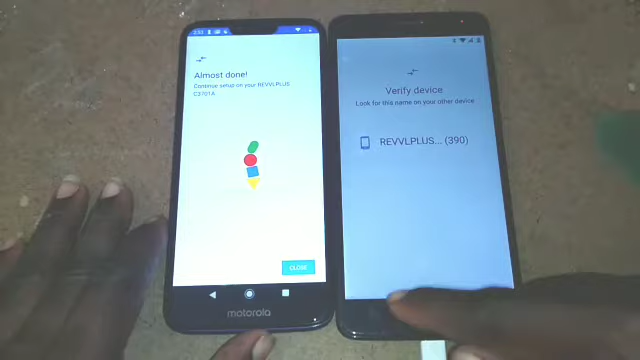 Almost done!
Continue setup on your REVVLPLUS
C3701A
CLOSE
motorola
Verify device
Look for this name on your other device
REVVLPLUS... (390)